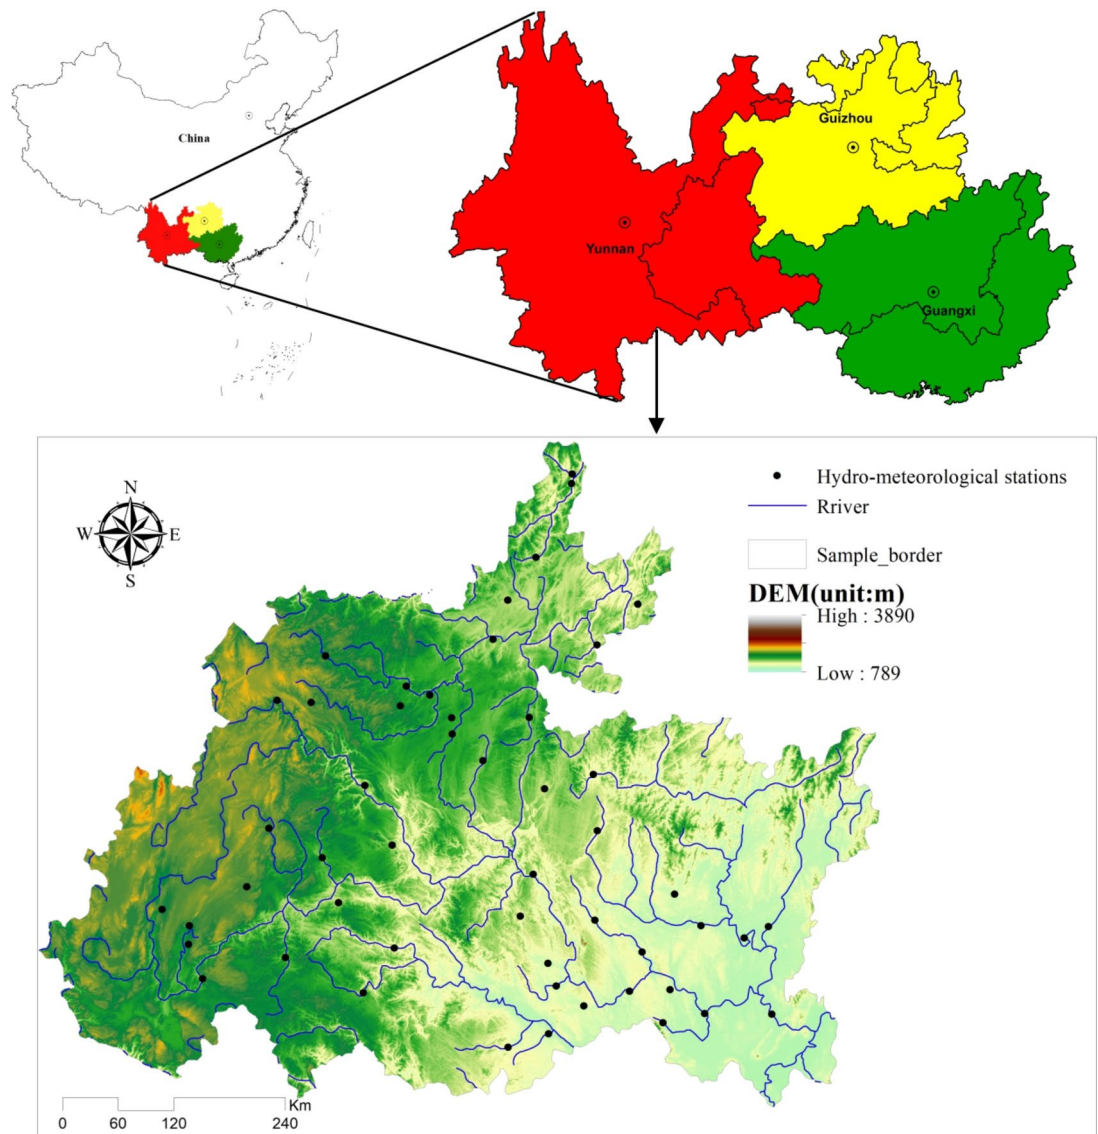 China
Guizhou
Yunnan
Guangxi
N
W
E
S
Hydro-meteorological stations
Rriver
Sample_border
DEM(unit:m)
High : 3890
Low : 789
Km
0 60 120 240